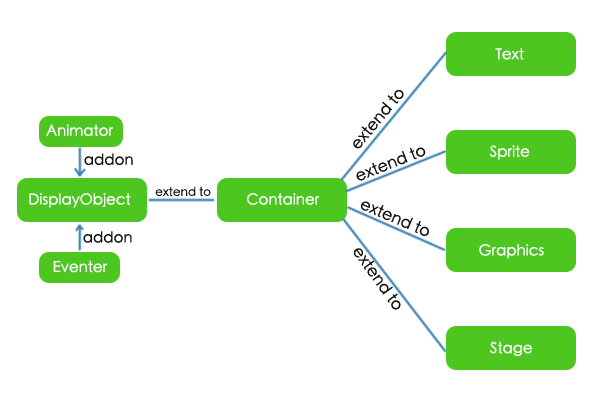 Text
extend to
Animator
addon
extend to
Sprite
DisplayObject
extend to
Container
addon
extend to
Graphics
Eventer
extend to
Stage